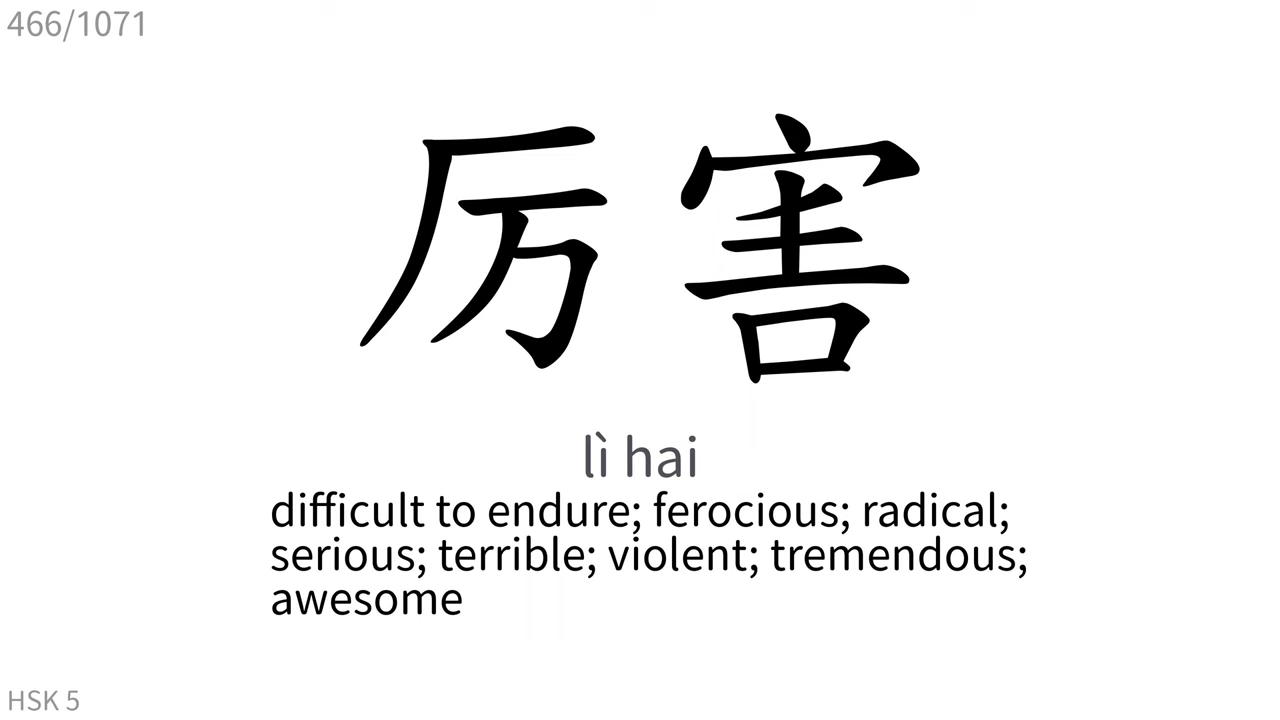 466/1071
厉害
lì hai
difficult to endure; ferocious; radical;
serious; terrible; violent; tremendous;
awesome
HSK 5